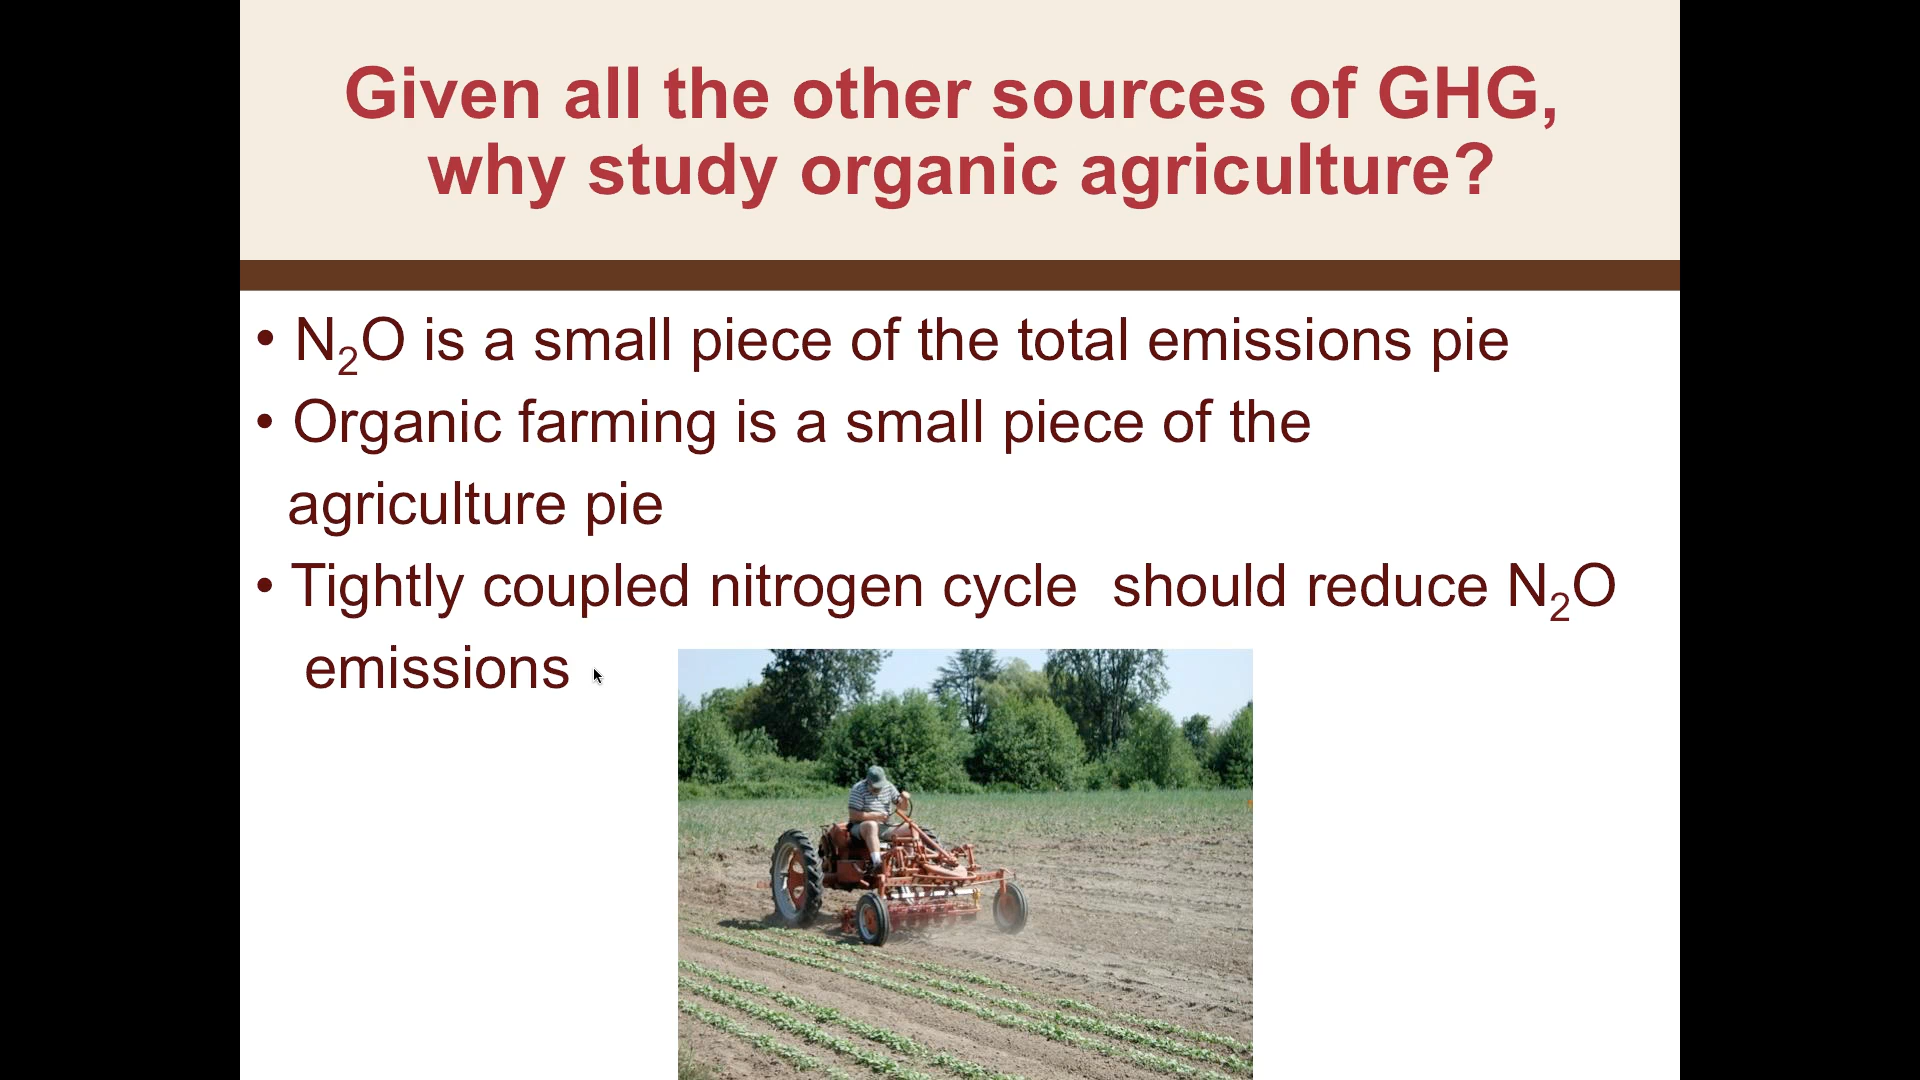 Given all the other sources of GHG,
why study organic agriculture?
• N₂O is a small piece of the total emissions pie
• Organic farming is a small piece of the
agriculture pie
• Tightly coupled nitrogen cycle  should reduce N₂O
emissions